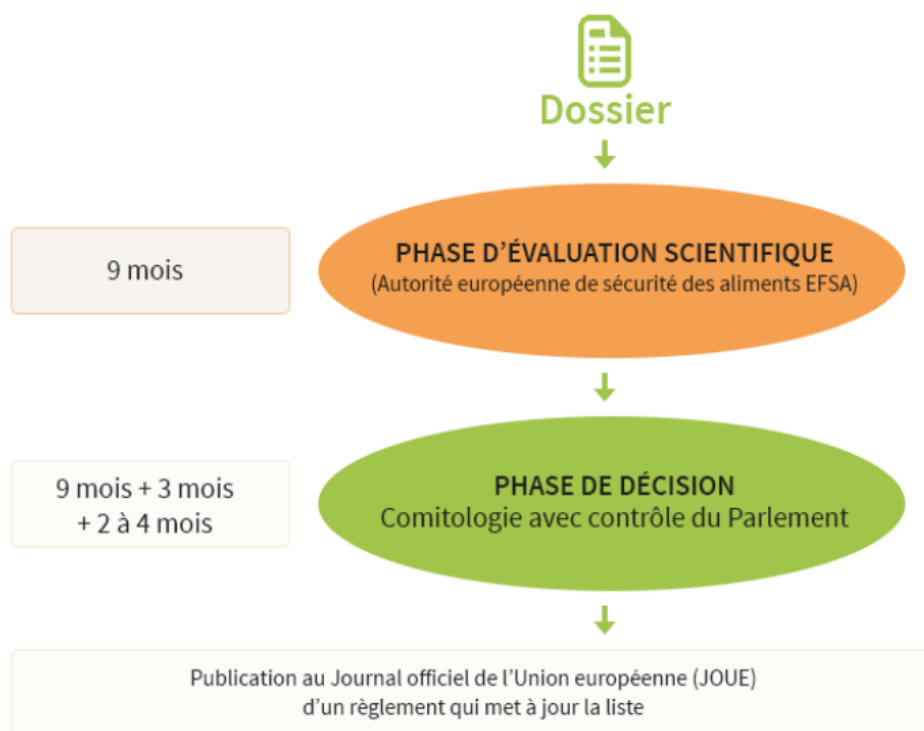 Dossier
PHASE D’ÉVALUATION SCIENTIFIQUE
(Autorité européenne de sécurité des aliments EFSA)
9 mois
PHASE DE DÉCISION
Comitologie avec contrôle du Parlement
9 mois + 3 mois
+ 2 à 4 mois
Publication au Journal officiel de l’Union européenne (JOUE)
d’un règlement qui met à jour la liste